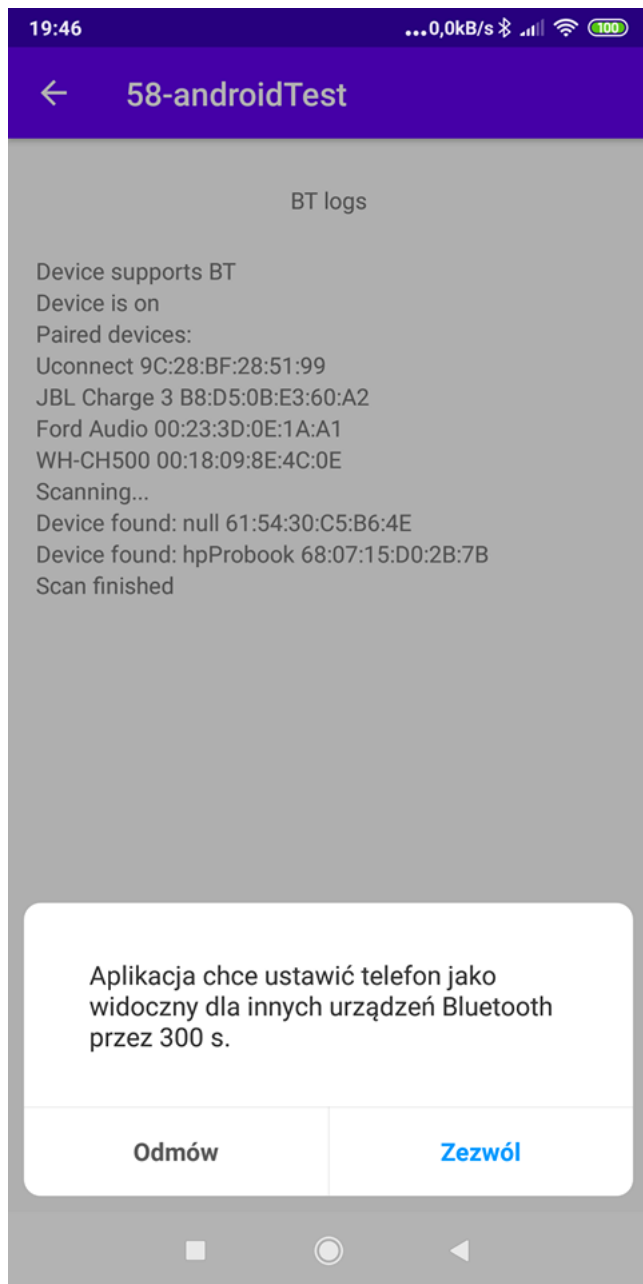 19:46
...0,0kB/s
100
58-androidTest
BT logs
Device supports BT
Device is on
Paired devices:
Uconnect 9C:28:BF:28:51:99
JBL Charge 3 B8:D5:0B:E3:60:A2
Ford Audio 00:23:3D:0E:1A:A1
WH-CH500 00:18:09:8E:4C:0E
Scanning...
Device found: null 61:54:30:C5:B6:4E
Device found: hpProbook 68:07:15:D0:2B:7B
Scan finished
Aplikacja chce ustawić telefon jako
widoczny dla innych urządzeń Bluetooth
przez 300 s.
Odmów
Zezwól